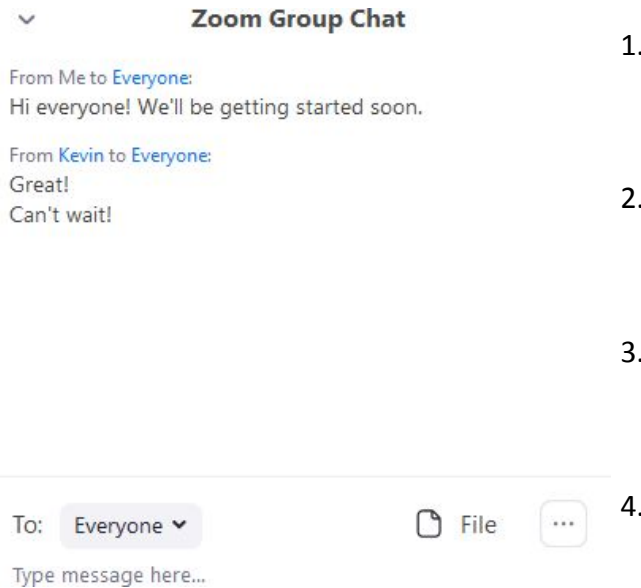 Zoom Group Chat
From Me to Everyone:
Hi everyone! We'll be getting started soon.
From Kevin to Everyone:
Great!
Can't wait!
To: Everyone File ...
Type message here...
1.
2.
3.
4.